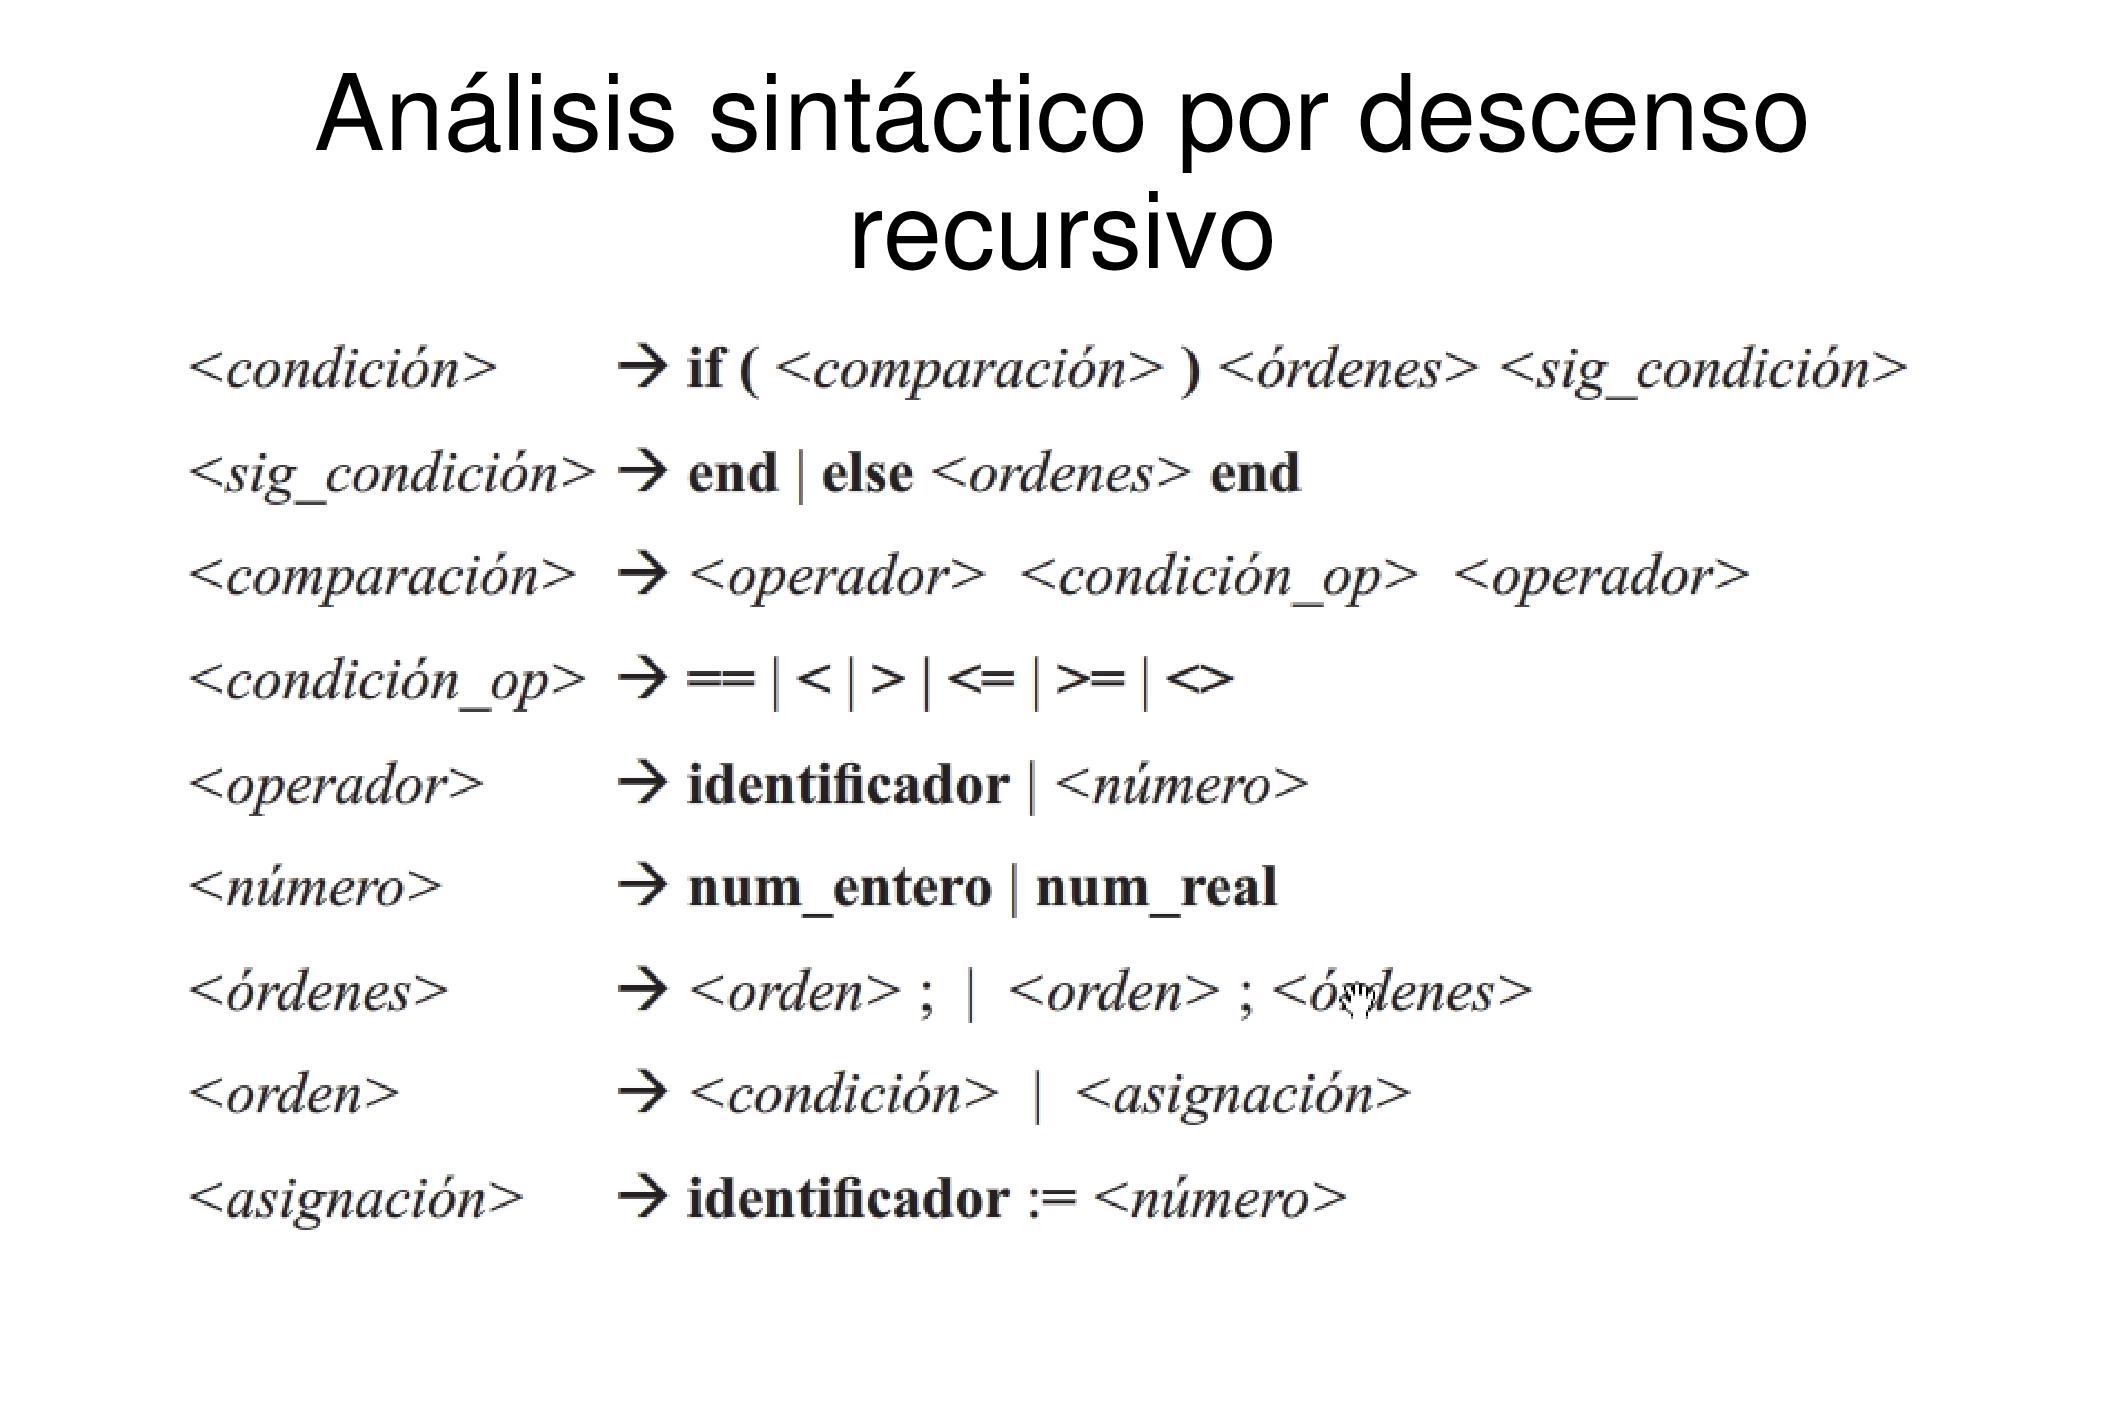 Análisis sintáctico por descenso
recursivo
<condición> → if ( <comparación> ) <órdenes> <sig_condición>
<sig_condición> → end | else <ordenes> end
<comparación> → <operador> <condición_op> <operador>
<condición_op> → == | < | > | <= | >= | <>
<operador> → identificador | <número>
<número> → num_entero | num_real
<órdenes> → <orden> ; | <orden> ; <órdenes>
<orden> → <condición> | <asignación>
<asignación> → identificador := <número>